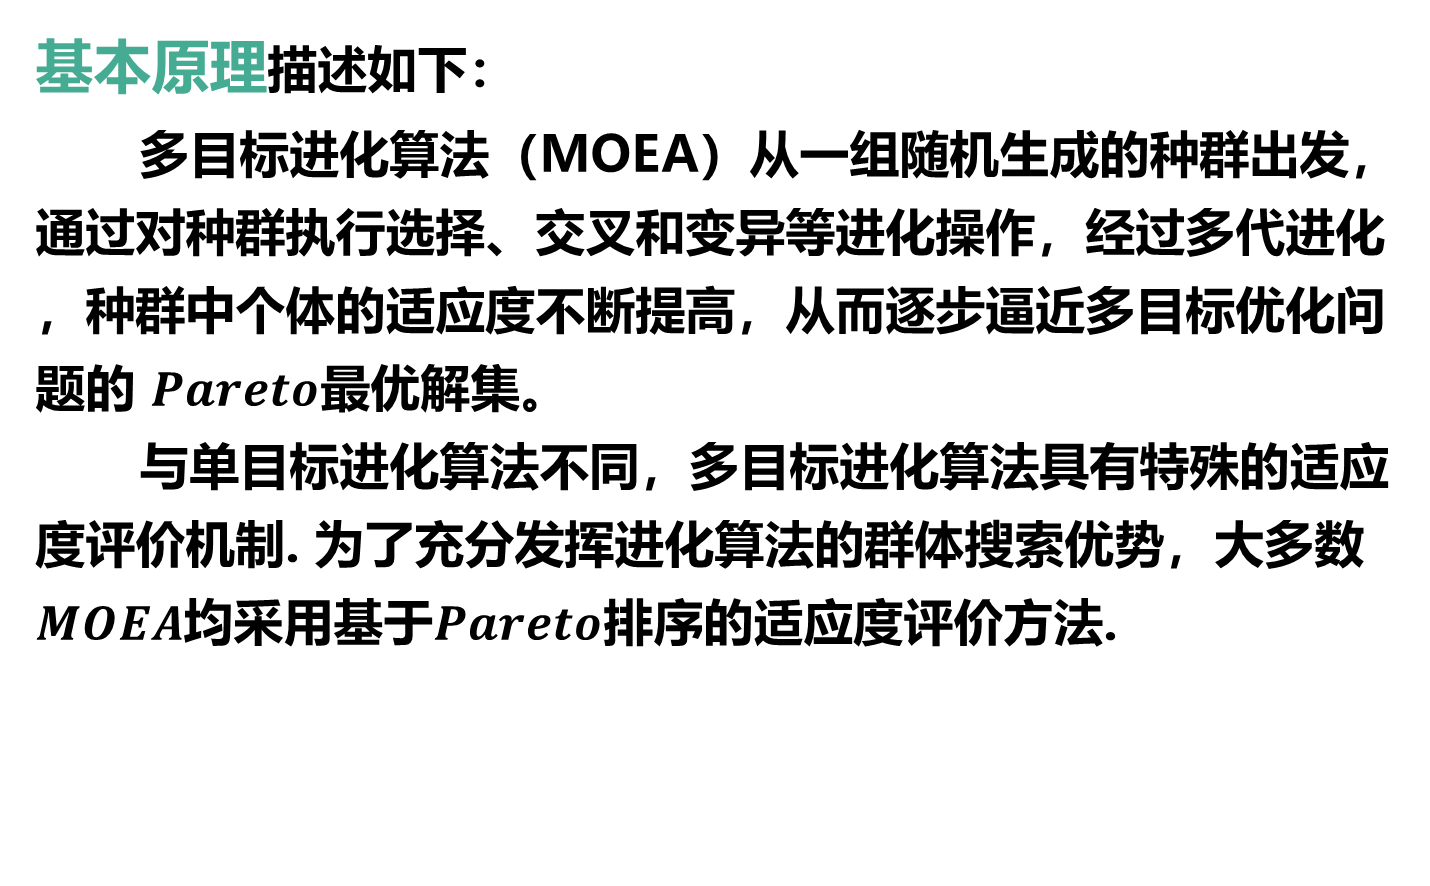 基本原理描述如下：
多目标进化算法（MOEA）从一组随机生成的种群出发，
通过对种群执行选择、交叉和变异等进化操作，经过多代进化
，种群中个体的适应度不断提高，从而逐步逼近多目标优化问
题的 Pareto最优解集。
与单目标进化算法不同，多目标进化算法具有特殊的适应
度评价机制. 为了充分发挥进化算法的群体搜索优势，大多数
MOEA均采用基于Pareto排序的适应度评价方法.